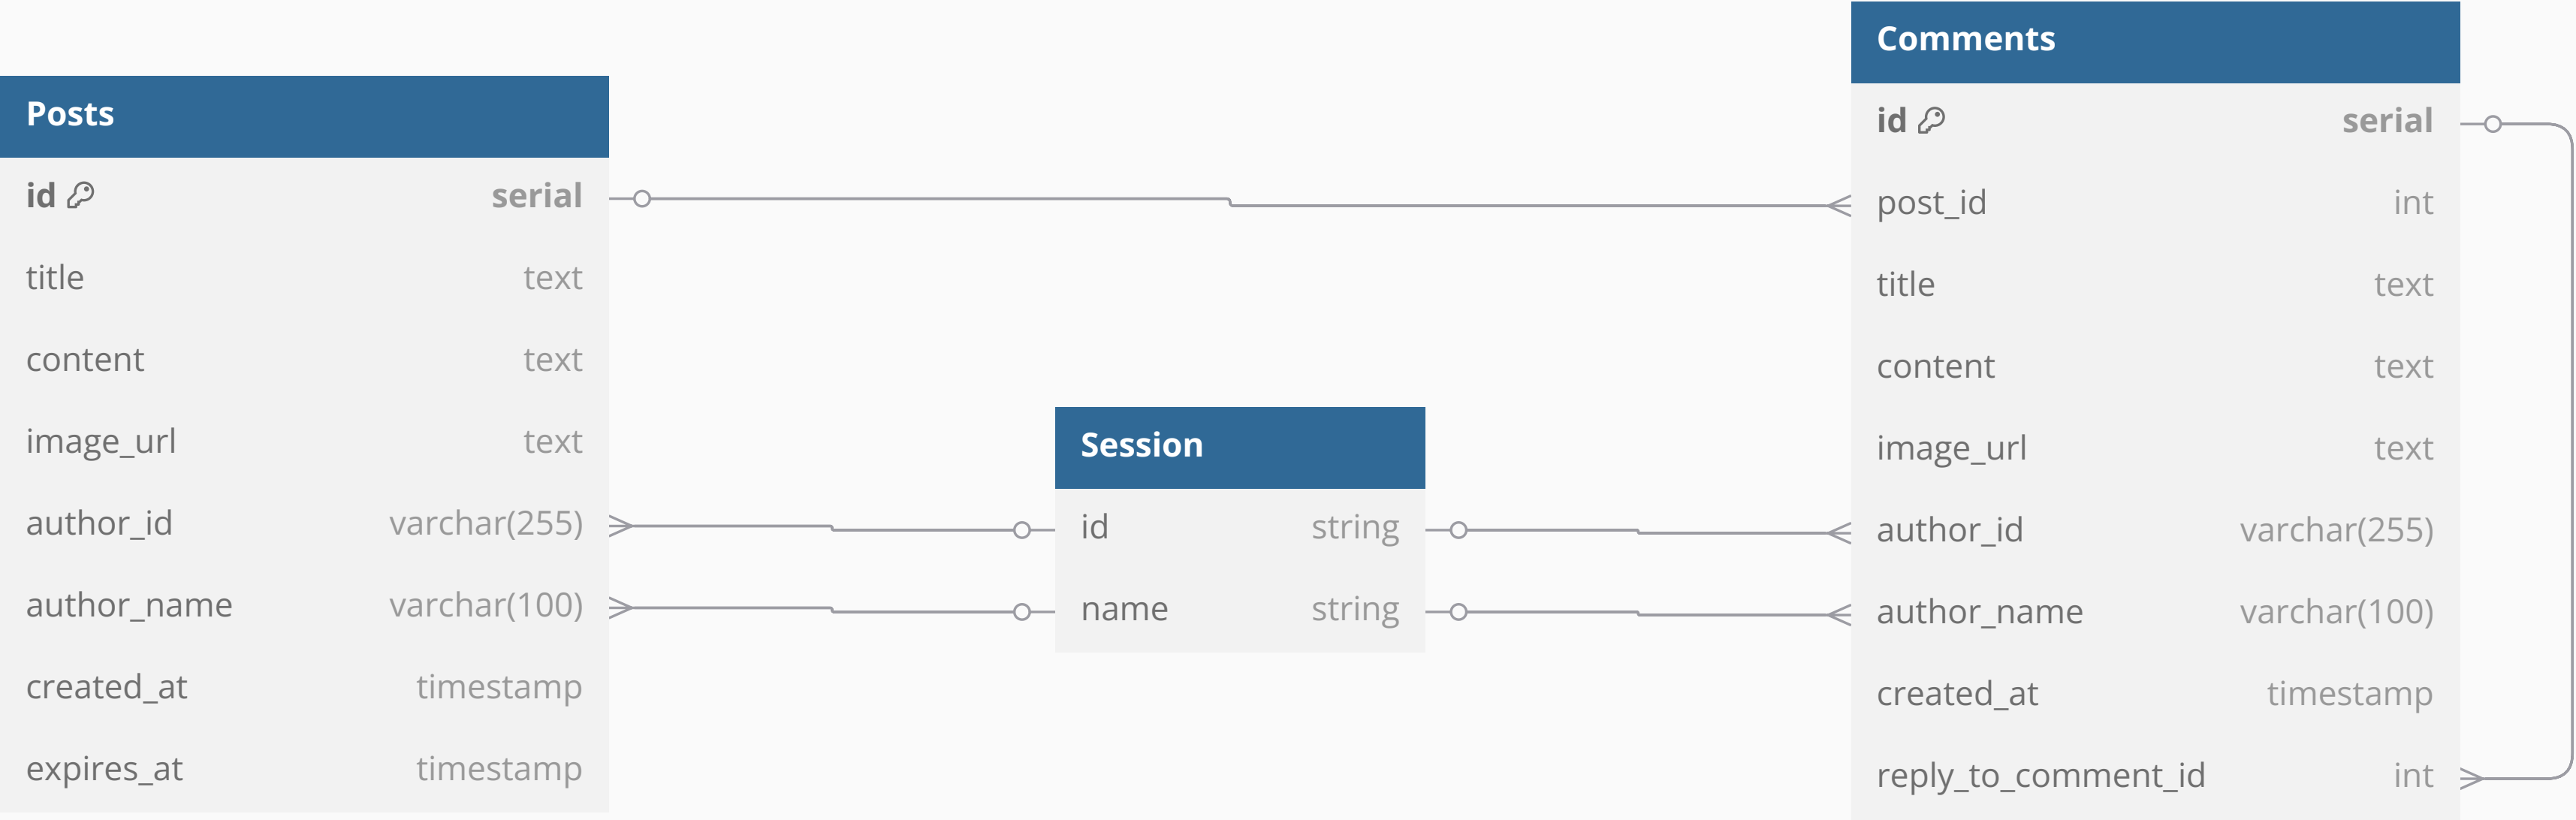 Posts
id serial
title text
content text
image_url text
author_id varchar(255)
author_name varchar(100)
created_at timestamp
expires_at timestamp
Session
id string
name string
Comments
id serial
post_id int
title text
content text
image_url text
author_id varchar(255)
author_name varchar(100)
created_at timestamp
reply_to_comment_id int